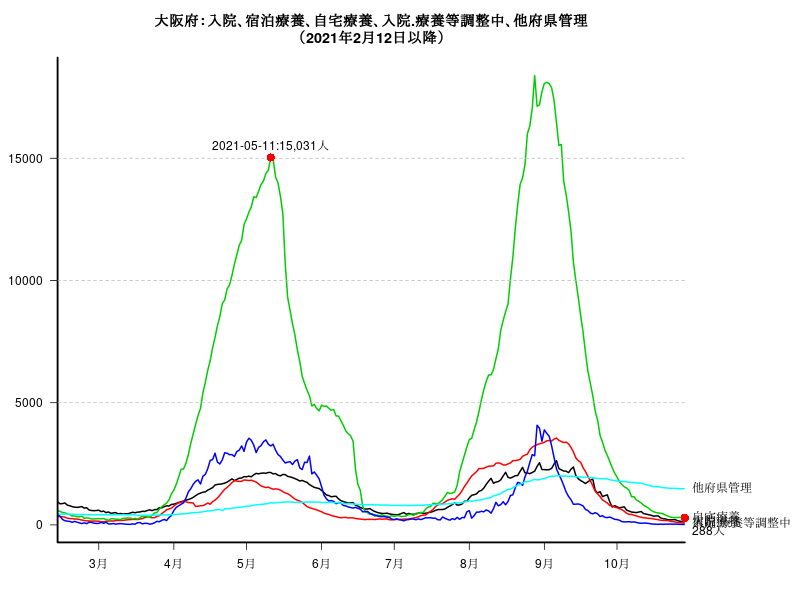 大阪府：入院、宿泊療養、自宅療養、入院.療養等調整中、他府県管理
（2021年2月12日以降）
2021-05-11:15,031人
15000
10000
5000
0
他府県管理
自宅療養
療養等調整中
288人
3月 4月 5月 6月 7月 8月 9月 10月